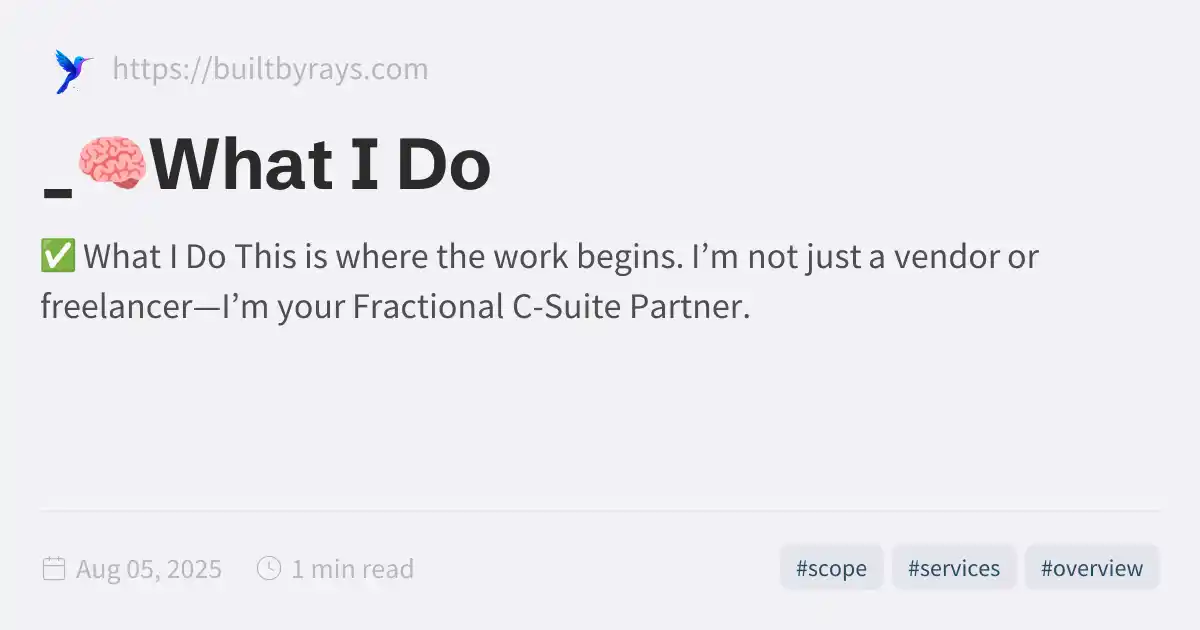 https://builtbyrays.com
_🧠What I Do
✅ What I Do This is where the work begins. I’m not just a vendor or
freelancer—I’m your Fractional C-Suite Partner.
Aug 05, 2025 1 min read #scope #services #overview